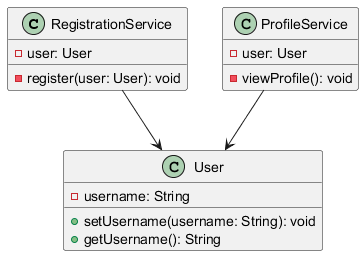 C RegistrationService
user: User
register(user: User): void
C ProfileService
user: User
viewProfile(): void
C User
username: String
setUsername(username: String): void
getUsername(): String